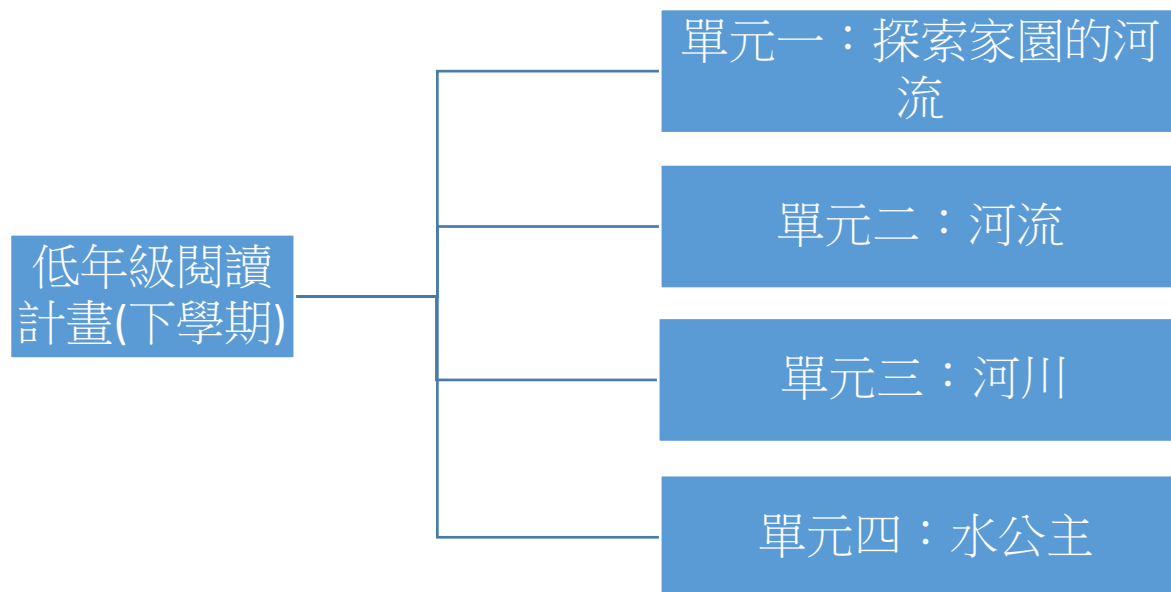 低年級閱讀
計畫(下學期)
單元一：探索家園的河
流
單元二：河流
單元三：河川
單元四：水公主